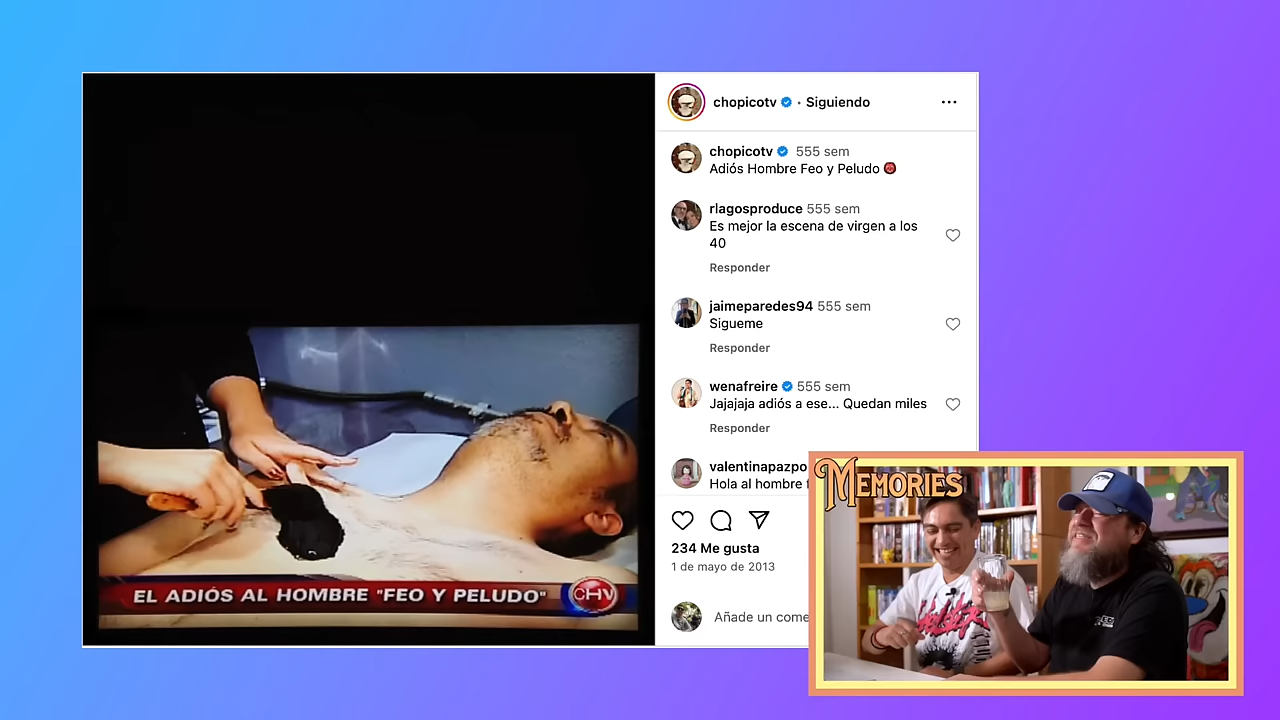 chopicotv • Siguiendo
chopicotv 555 sem
Adiós Hombre Feo y Peludo
rlagosproduce 555 sem
Es mejor la escena de virgen a los
40
Responder
jaimeparedes94 555 sem
Sigueme
Responder
wenafreire 555 sem
Jajajaja adiós a ese... Quedan miles
Responder
valentinapazpo
Hola al hombre
234 Me gusta
1 de mayo de 2013
Añade un come
EL ADIÓS AL HOMBRE "FEO Y PELUDO"
CHV
MEMORIES